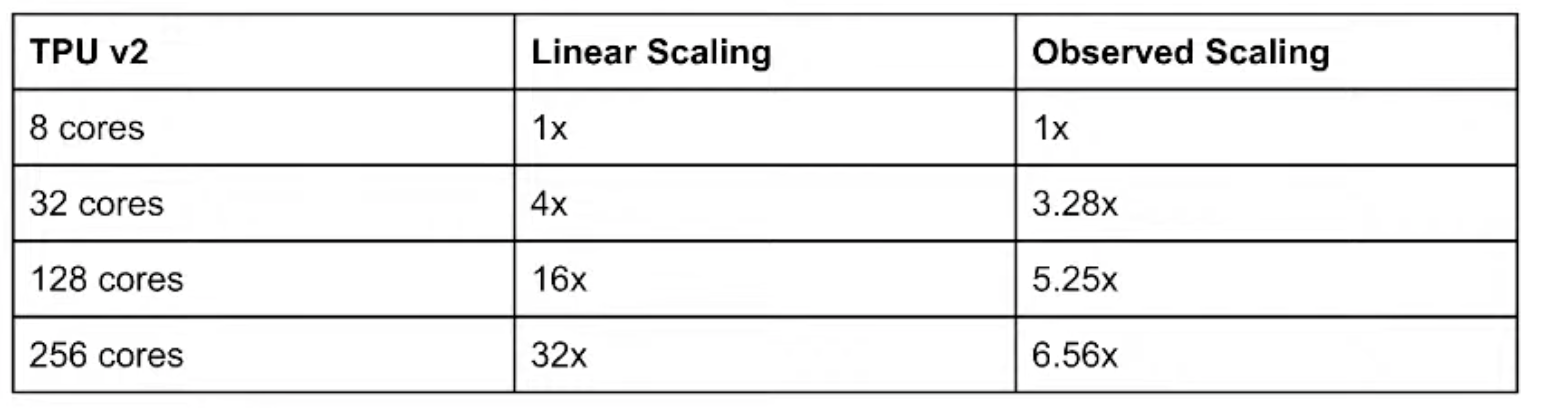 TPU v2 Linear Scaling Observed Scaling
8 cores 1x 1x
32 cores 4x 3.28x
128 cores 16x 5.25x
256 cores 32x 6.56x